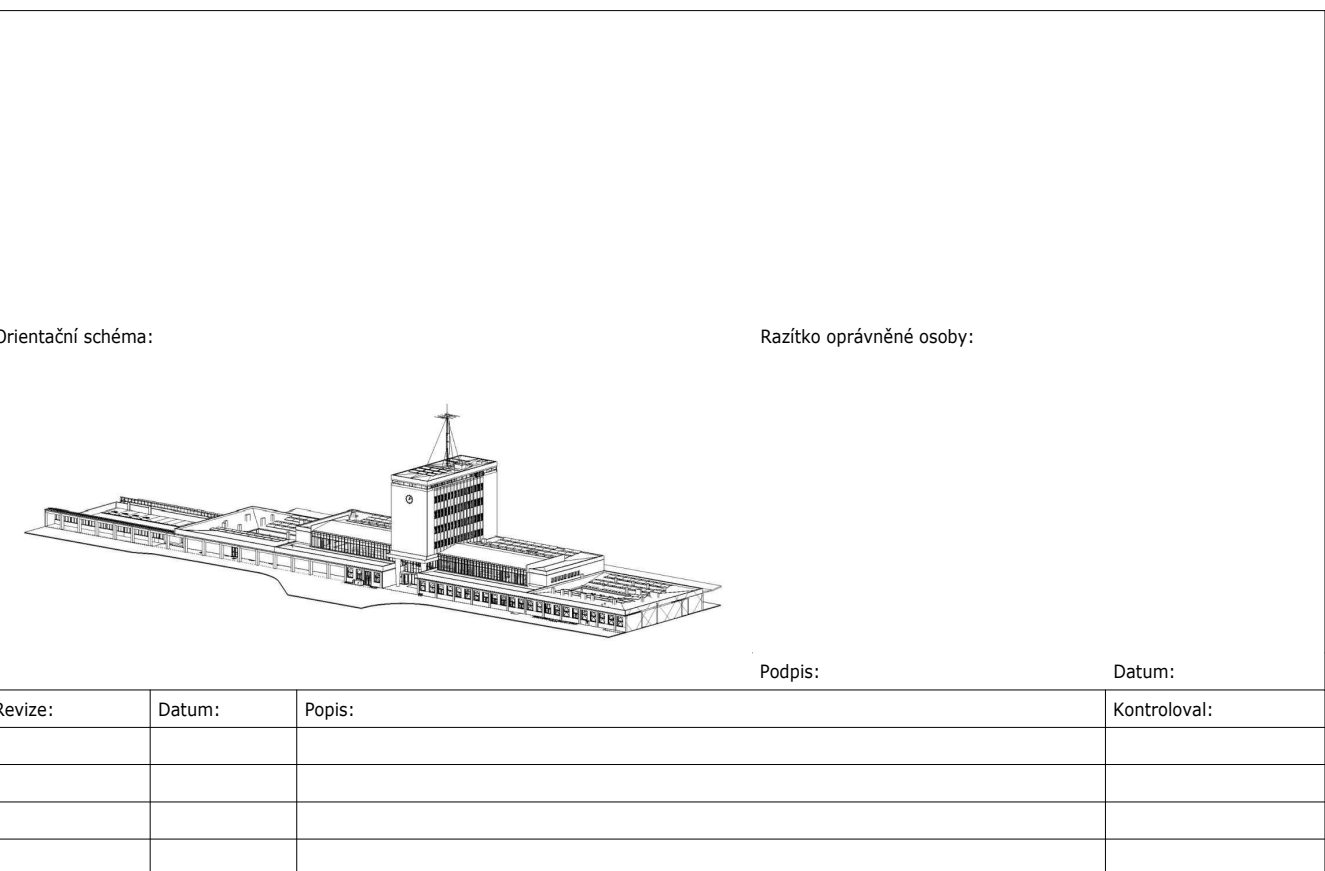 Orientační schéma: Razítko oprávněné osoby:
Podpis: Datum:
Revize: Datum: Popis: Kontroloval: